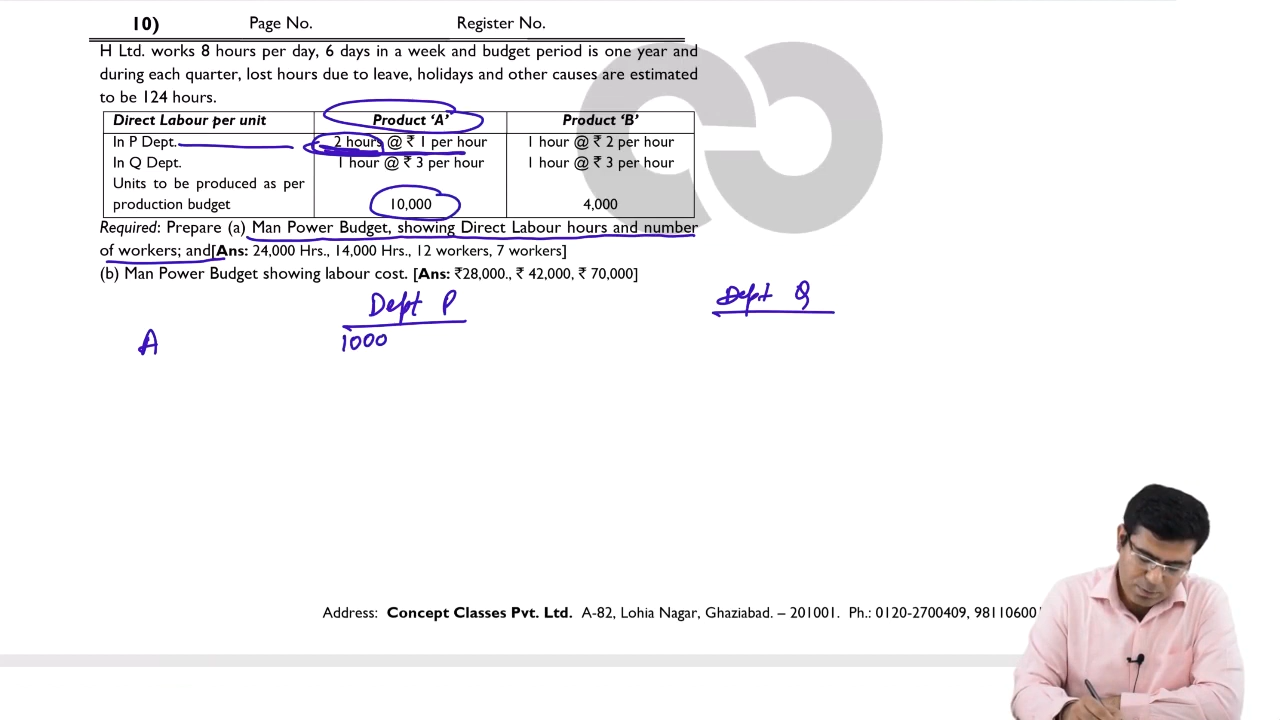 10) Page No. Register No.
H Ltd. works 8 hours per day, 6 days in a week and budget period is one year and
during each quarter, lost hours due to leave, holidays and other causes are estimated
to be 124 hours.
Direct Labour per unit Product ‘A’ Product ‘B’
In P Dept. 2 hours @ ₹ 1 per hour 1 hour @ ₹ 2 per hour
In Q Dept. 1 hour @ ₹ 3 per hour 1 hour @ ₹ 3 per hour
Units to be produced as per
production budget 10,000 4,000
Required: Prepare (a) Man Power Budget, showing Direct Labour hours and number
of workers; and[Ans: 24,000 Hrs., 14,000 Hrs., 12 workers, 7 workers]
(b) Man Power Budget showing labour cost. [Ans: ₹28,000., ₹ 42,000, ₹ 70,000]
Dept P Dept Q
A 1000
Address: Concept Classes Pvt. Ltd. A-82, Lohia Nagar, Ghaziabad. – 201001. Ph.: 0120-2700409, 98110600